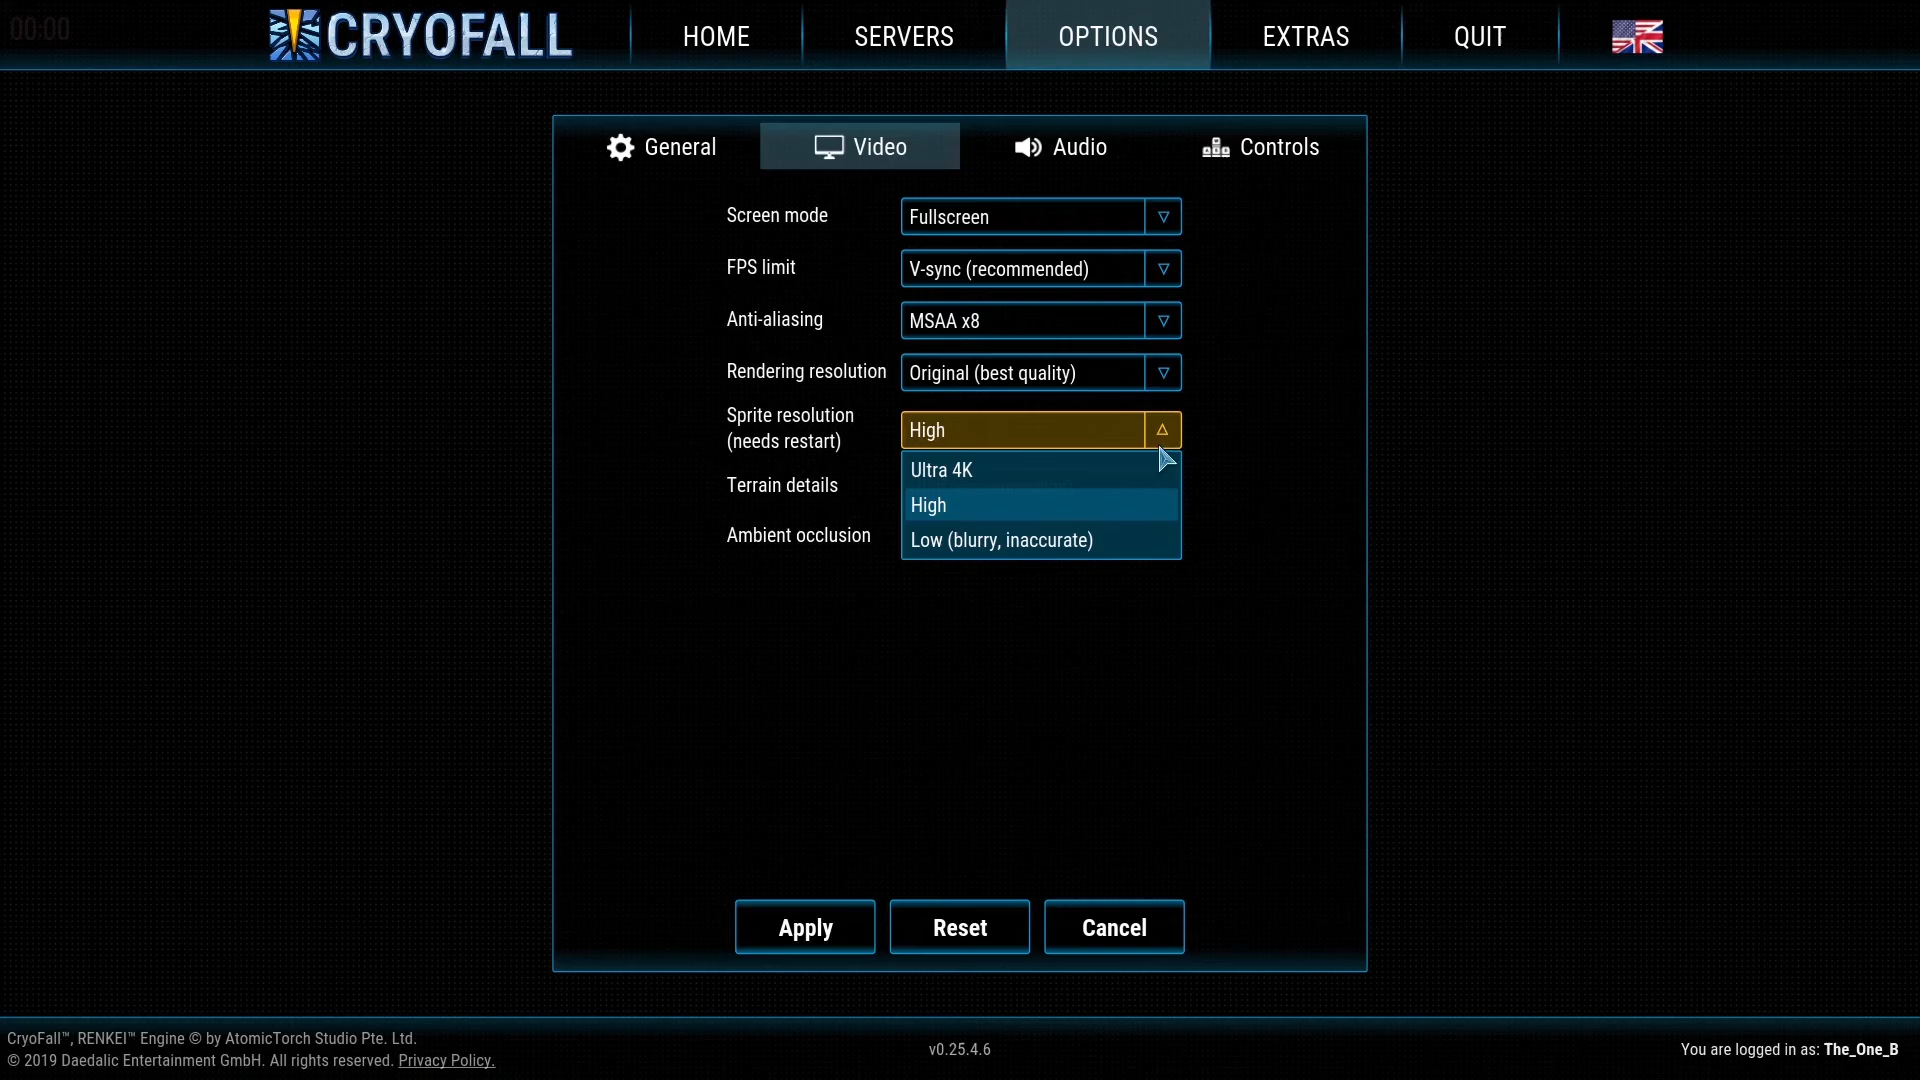 00:00
CRYOFALL
HOME
SERVERS
OPTIONS
EXTRAS
QUIT
General
Video
Audio
Controls
Screen mode
Fullscreen
FPS limit
V-sync (recommended)
Anti-aliasing
MSAA x8
Rendering resolution
Original (best quality)
Sprite resolution
(needs restart)
High
Ultra 4K
High
Low (blurry, inaccurate)
Terrain details
Ambient occlusion
Apply
Reset
Cancel
CryoFall™, RENKEI™ Engine © by AtomicTorch Studio Pte. Ltd.
© 2019 Daedalic Entertainment GmbH. All rights reserved. Privacy Policy.
v0.25.4.6
You are logged in as: The_One_B